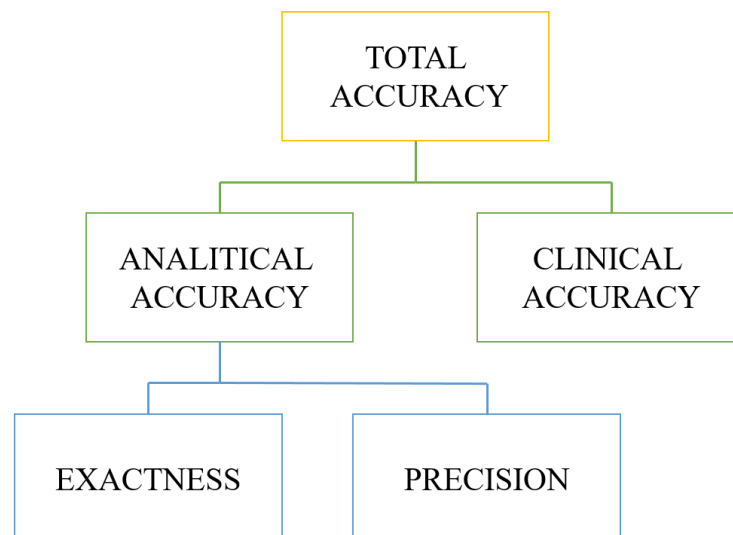 TOTAL
ACCURACY
ANALITICAL
ACCURACY
CLINICAL
ACCURACY
EXACTNESS
PRECISION